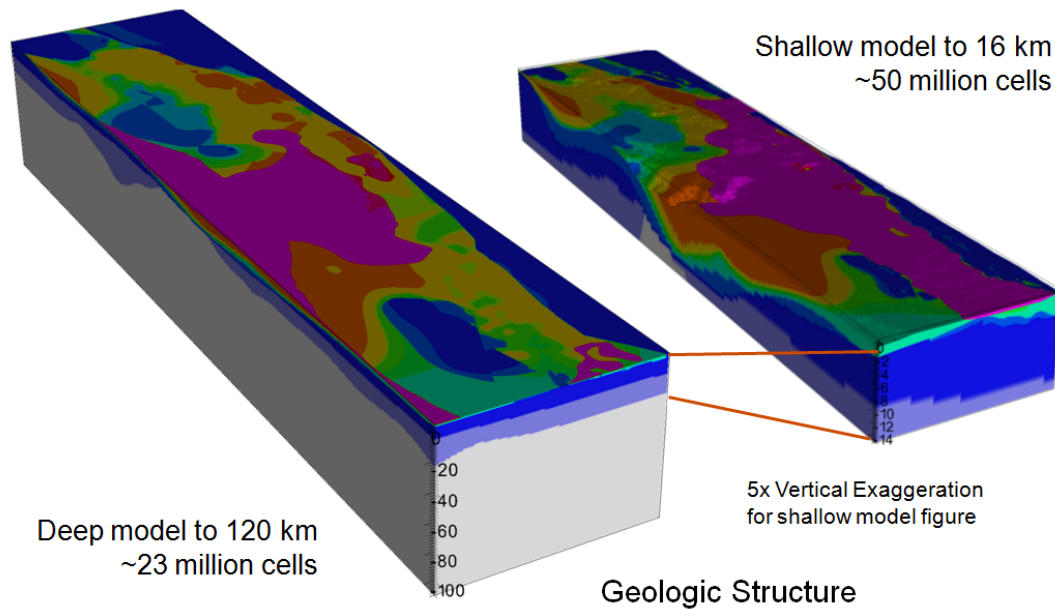 Shallow model to 16 km
~50 million cells
0
2
4
6
8
10
12
14
0
20
40
60
80
100
5x Vertical Exaggeration
for shallow model figure
Deep model to 120 km
~23 million cells
Geologic Structure